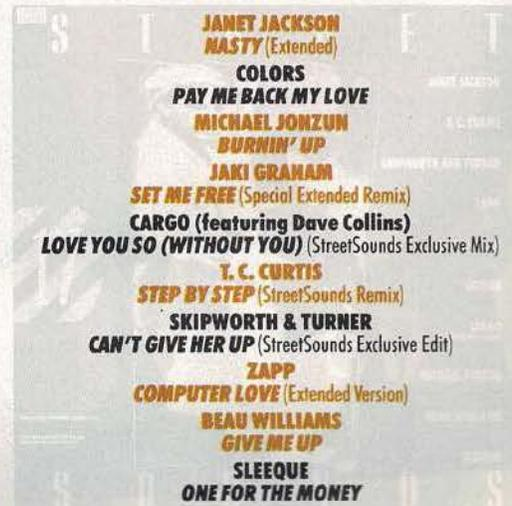 JANET JACKSON
NASTY (Extended)
COLORS
PAY ME BACK MY LOVE
MICHAEL JONZUN
BURNIN' UP
JAKI GRAHAM
SET ME FREE (Special Extended Remix)
CARGO (featuring Dave Collins)
LOVE YOU SO (WITHOUT YOU) (StreetSounds Exclusive Mix)
T. C. CURTIS
STEP BY STEP (StreetSounds Remix)
SKIPWORTH & TURNER
CAN'T GIVE HER UP (StreetSounds Exclusive Edit)
ZAPP
COMPUTER LOVE (Extended Version)
BEAU WILLIAMS
GIVE ME UP
SLEEQUE
ONE FOR THE MONEY